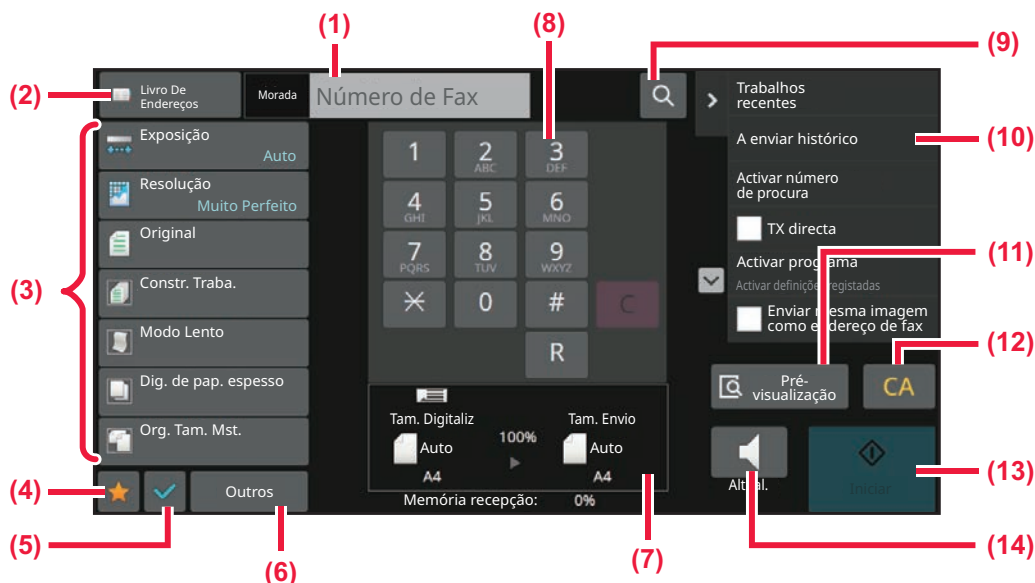 (1)
(8)
(9)
(2)
Livro De
Endereços
Morada
Número de Fax
Trabalhos
recentes
(3)
Exposição
Auto
Resolução
Muito Perfeito
Original
Constr. Traba.
Modo Lento
Dig. de pap. espesso
Org. Tam. Mst.
1
2
ABC
3
DEF
4
GHI
5
JKL
6
MNO
7
PQRS
8
TUV
9
WXYZ
0
#
C
R
A enviar histórico
(10)
Activar número
de procura
TX directa
(11)
Activar programa
Activar definições registadas
Enviar mesma imagem
como endereço de fax
(12)
Pré-
visualização
CA
Tam. Digitaliz
Auto
A4
100%
Tam. Envio
Auto
A4
Memória recepção: 0%
(4)
(5)
Outros
(6)
(7)
Iniciar
(13)
(14)